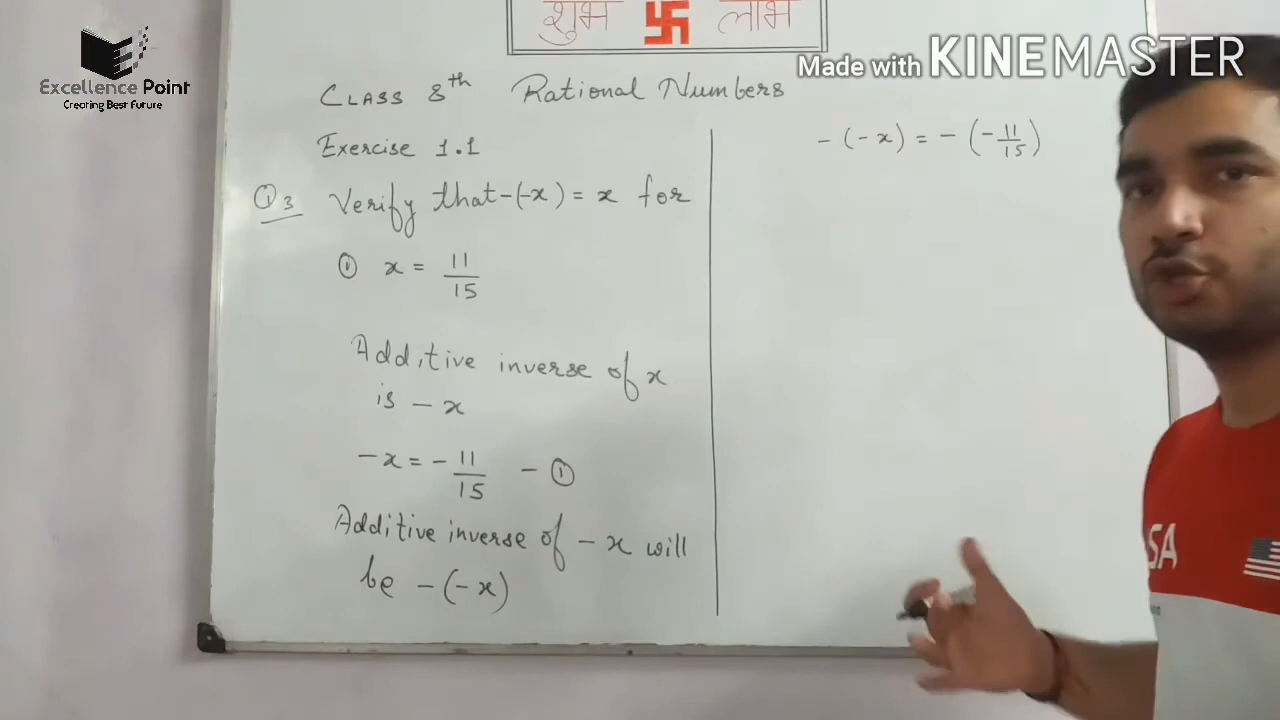 Excellence Point
Creating Best Future
Made with KINEMASTER
शुभ 卐 लाभ
CLASS 8th Rational Numbers
Exercise 1.1
Q3 Verify that -(-x) = x for
① x = 11/15
Additive inverse of x
is - x
-x = - 11/15 - ①
Additive inverse of - x will
be - (-x)
- (- x) = - (- 11/15)
SA